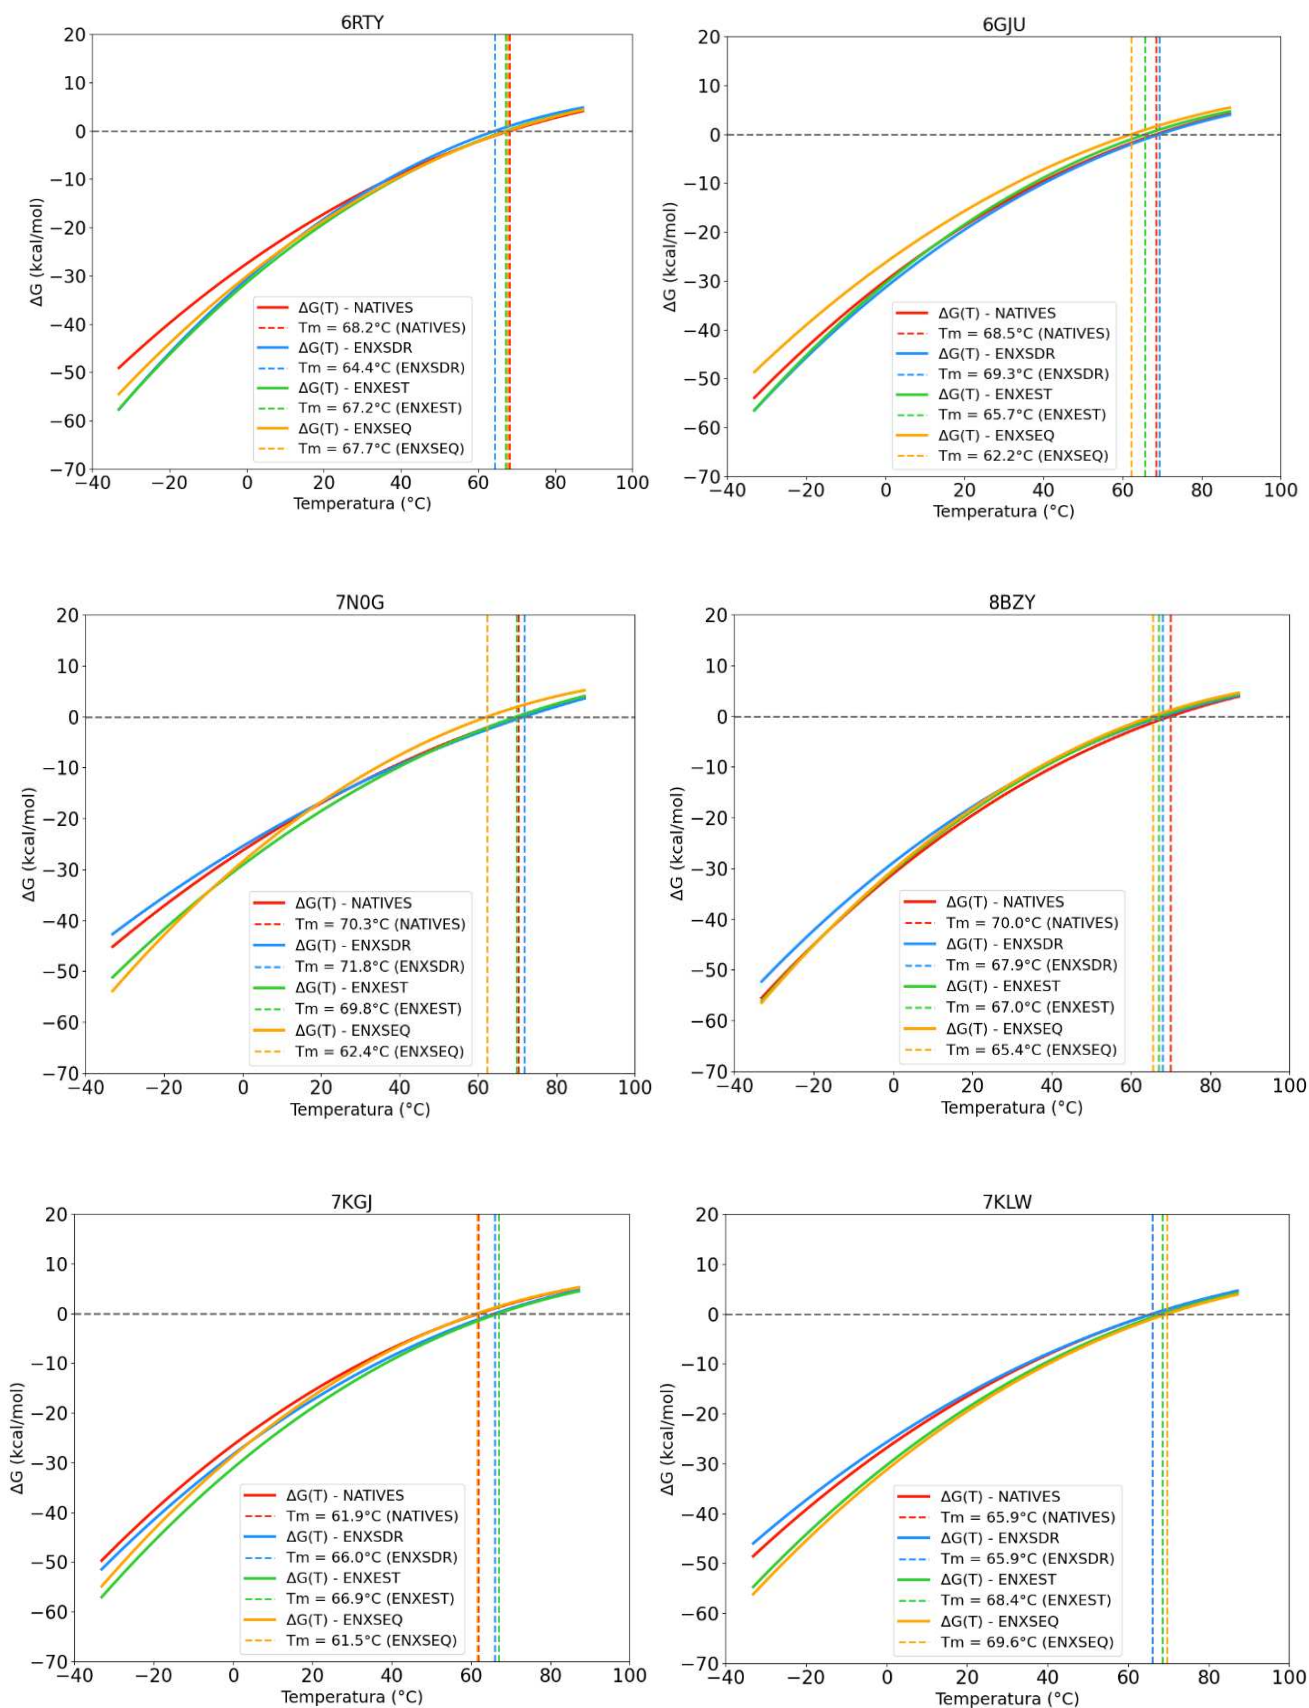 6RTY
20
10
0
−10
−20
−30
−40
−50
−60
−70
ΔG (kcal/mol)
ΔG(T) - NATIVES
Tm = 68.2°C (NATIVES)
ΔG(T) - ENXSDR
Tm = 64.4°C (ENXSDR)
ΔG(T) - ENXEST
Tm = 67.2°C (ENXEST)
ΔG(T) - ENXSEQ
Tm = 67.7°C (ENXSEQ)
−40 −20 0 20 40 60 80 100
Temperatura (°C)
6GJU
20
10
0
−10
−20
−30
−40
−50
−60
−70
ΔG (kcal/mol)
ΔG(T) - NATIVES
Tm = 68.5°C (NATIVES)
ΔG(T) - ENXSDR
Tm = 69.3°C (ENXSDR)
ΔG(T) - ENXEST
Tm = 65.7°C (ENXEST)
ΔG(T) - ENXSEQ
Tm = 62.2°C (ENXSEQ)
−40 −20 0 20 40 60 80 100
Temperatura (°C)
7N0G
20
10
0
−10
−20
−30
−40
−50
−60
−70
ΔG (kcal/mol)
ΔG(T) - NATIVES
Tm = 70.3°C (NATIVES)
ΔG(T) - ENXSDR
Tm = 71.8°C (ENXSDR)
ΔG(T) - ENXEST
Tm = 69.8°C (ENXEST)
ΔG(T) - ENXSEQ
Tm = 62.4°C (ENXSEQ)
−40 −20 0 20 40 60 80 100
Temperatura (°C)
8BZY
20
10
0
−10
−20
−30
−40
−50
−60
−70
ΔG (kcal/mol)
ΔG(T) - NATIVES
Tm = 70.0°C (NATIVES)
ΔG(T) - ENXSDR
Tm = 67.9°C (ENXSDR)
ΔG(T) - ENXEST
Tm = 67.0°C (ENXEST)
ΔG(T) - ENXSEQ
Tm = 65.4°C (ENXSEQ)
−40 −20 0 20 40 60 80 100
Temperatura (°C)
7KGJ
20
10
0
−10
−20
−30
−40
−50
−60
−70
ΔG (kcal/mol)
ΔG(T) - NATIVES
Tm = 61.9°C (NATIVES)
ΔG(T) - ENXSDR
Tm = 66.0°C (ENXSDR)
ΔG(T) - ENXEST
Tm = 66.9°C (ENXEST)
ΔG(T) - ENXSEQ
Tm = 61.5°C (ENXSEQ)
−40 −20 0 20 40 60 80 100
Temperatura (°C)
7KLW
20
10
0
−10
−20
−30
−40
−50
−60
−70
ΔG (kcal/mol)
ΔG(T) - NATIVES
Tm = 65.9°C (NATIVES)
ΔG(T) - ENXSDR
Tm = 65.9°C (ENXSDR)
ΔG(T) - ENXEST
Tm = 68.4°C (ENXEST)
ΔG(T) - ENXSEQ
Tm = 69.6°C (ENXSEQ)
−40 −20 0 20 40 60 80 100
Temperatura (°C)